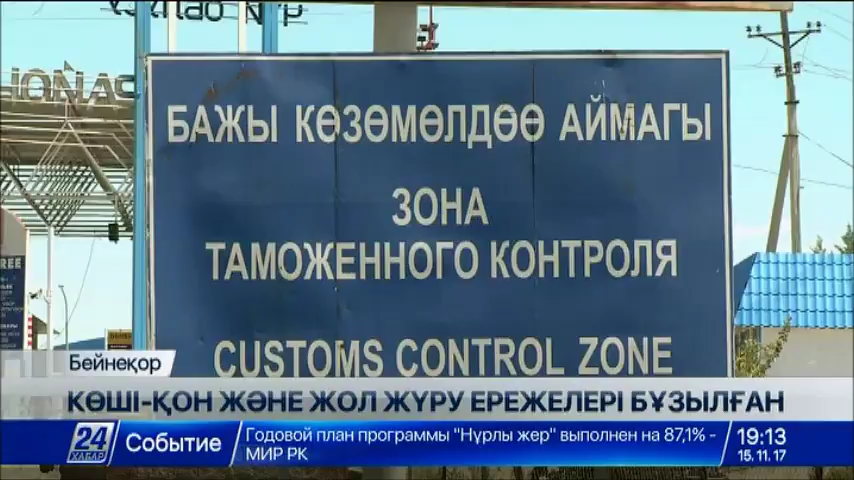 БАЖЫ КӨЗӨМӨЛДӨӨ АЙМАГЫ
ЗОНА
ТАМОЖЕННОГО КОНТРОЛЯ
CUSTOMS CONTROL ZONE
Бейнеқор
КӨШІ-ҚОН ЖӘНЕ ЖОЛ ЖҮРУ ЕРЕЖЕЛЕРІ БҰЗЫЛҒАН
24
ХАБАР
Событие
Годовой план программы "Нұрлы жер" выполнен на 87,1% -
МИР РК
19:13
15.11.17